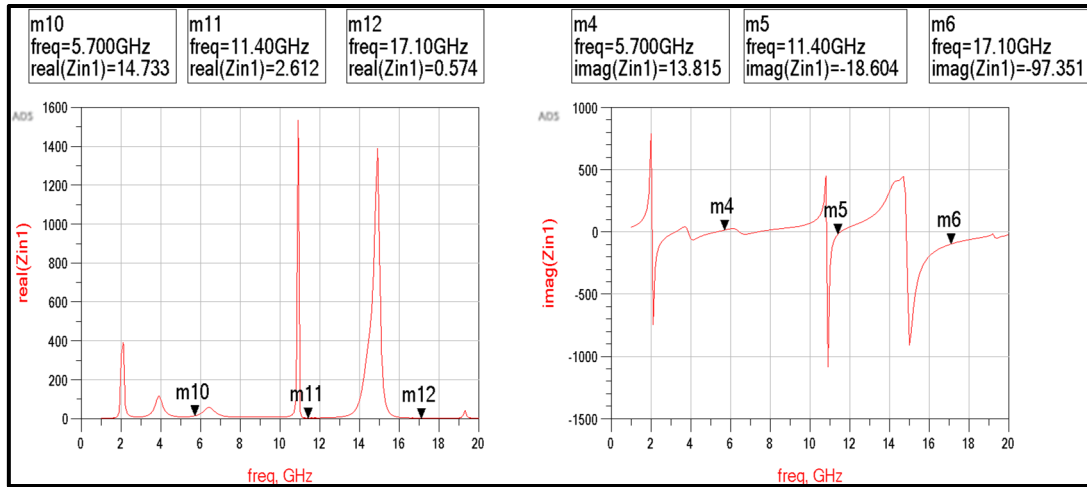 m10
freq=5.700GHz
real(Zin1)=14.733
m11
freq=11.40GHz
real(Zin1)=2.612
m12
freq=17.10GHz
real(Zin1)=0.574
m4
freq=5.700GHz
imag(Zin1)=13.815
m5
freq=11.40GHz
imag(Zin1)=-18.604
m6
freq=17.10GHz
imag(Zin1)=-97.351
ADS
1600
1400
1200
1000
800
600
400
200
0
real(Zin1)
m10
m11
m12
0 2 4 6 8 10 12 14 16 18 20
freq, GHz
ADS
1000
500
0
-500
-1000
-1500
imag(Zin1)
m4
m5
m6
0 2 4 6 8 10 12 14 16 18 20
freq, GHz